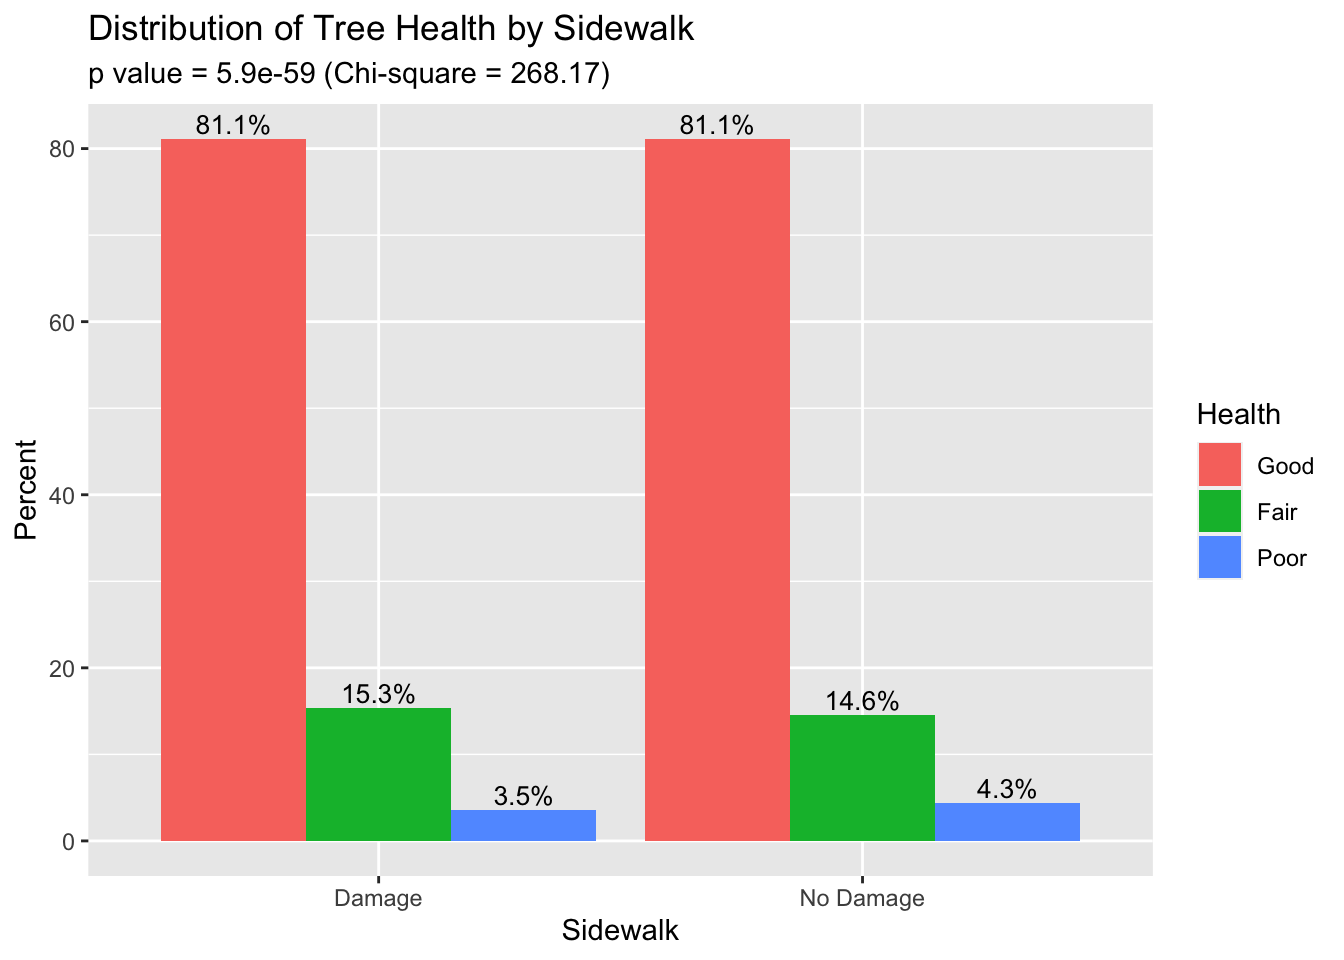 Distribution of Tree Health by Sidewalk
p value = 5.9e-59 (Chi-square = 268.17)
81.1%
81.1%
80
60
40
20
0
15.3%
14.6%
3.5%
4.3%
Percent
Damage
No Damage
Sidewalk
Health
Good
Fair
Poor